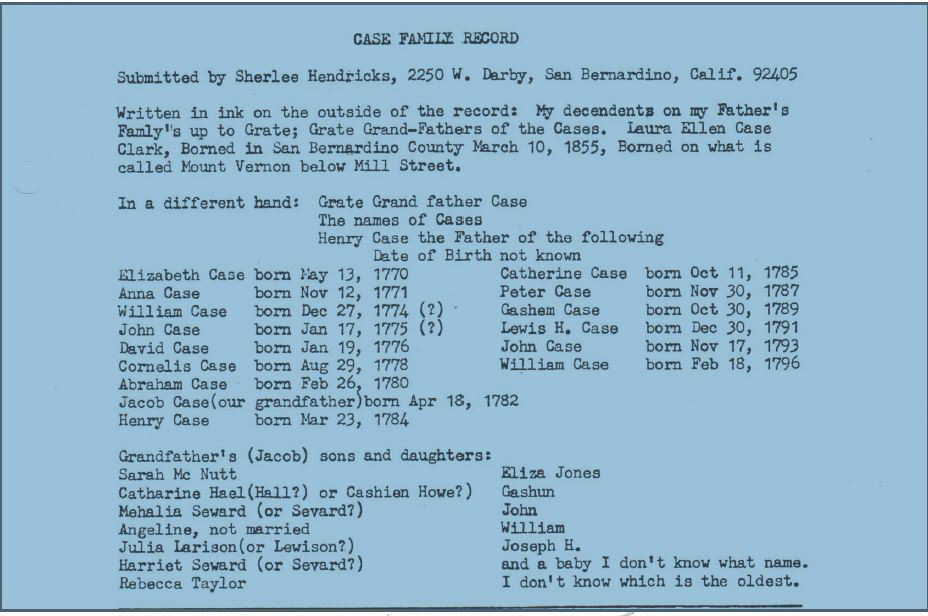 CASE FAMILY RECORD
Submitted by Sherlee Hendricks, 2250 W. Darby, San Bernardino, Calif. 92405
Written in ink on the outside of the record: My decendents on my Father's
Famly''s up to Grate; Grate Grand-Fathers of the Cases. Laura Ellen Case
Clark, Borned in San Bernardino County March 10, 1855, Borned on what is
called Mount Vernon below Mill Street.
In a different hand: Grate Grand father Case
The names of Cases
Henry Case the Father of the following
Date of Birth not known
Elizabeth Case born May 13, 1770 Catherine Case born Oct 11, 1785
Anna Case born Nov 12, 1771 Peter Case born Nov 30, 1787
William Case born Dec 27, 1774 (?) Gashem Case born Oct 30, 1789
John Case born Jan 17, 1775 (?) Lewis H. Case born Dec 30, 1791
David Case born Jan 19, 1776 John Case born Nov 17, 1793
Cornelis Case born Aug 29, 1778 William Case born Feb 18, 1796
Abraham Case born Feb 26, 1780
Jacob Case(our grandfather)born Apr 18, 1782
Henry Case born Mar 23, 1784
Grandfather's (Jacob) sons and daughters:
Sarah Mc Nutt Eliza Jones
Catharine Hael(Hall?) or Cashien Howe?) Gashun
Mehalia Seward (or Sevard?) John
Angeline, not married William
Julia Larison(or Lewison?) Joseph H.
Harriet Seward (or Sevard?) and a baby I don't know what name.
Rebecca Taylor I don't know which is the oldest.